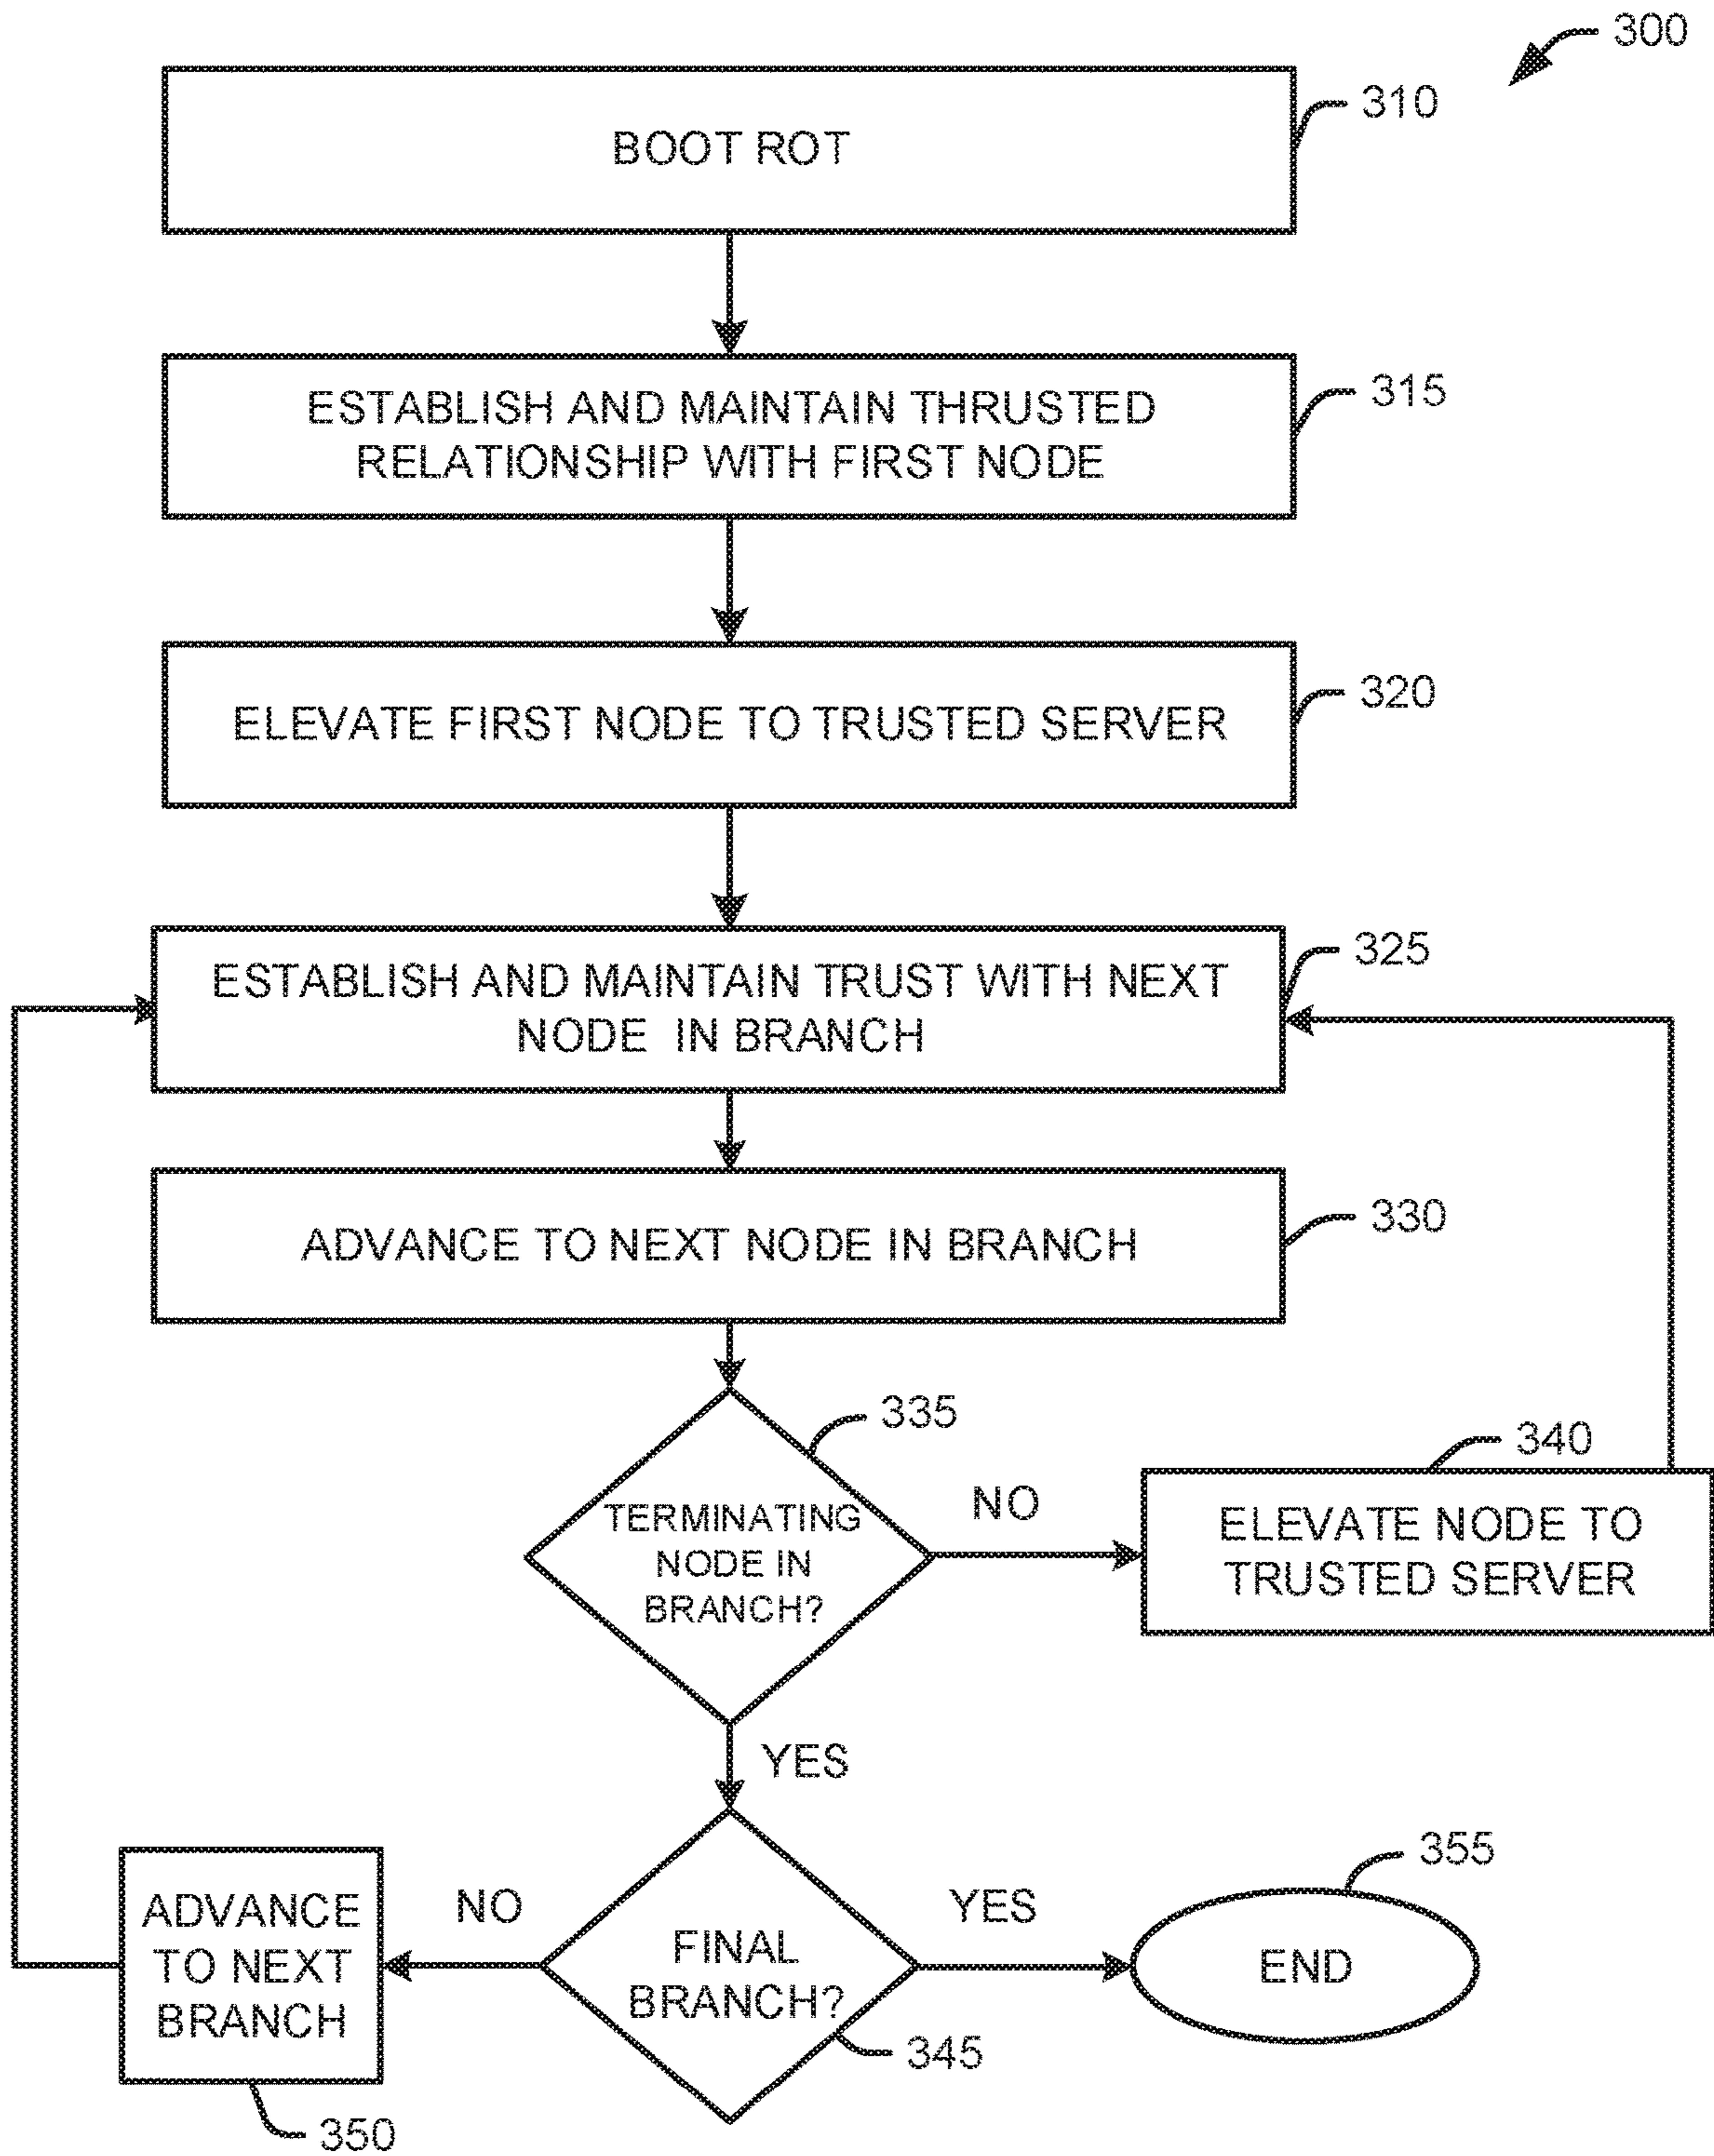 300
BOOT ROT
310
ESTABLISH AND MAINTAIN THRUSTED
RELATIONSHIP WITH FIRST NODE
315
ELEVATE FIRST NODE TO TRUSTED SERVER
320
ESTABLISH AND MAINTAIN TRUST WITH NEXT
NODE IN BRANCH
325
ADVANCE TO NEXT NODE IN BRANCH
330
335
TERMINATING
NODE IN
BRANCH?
NO
340
ELEVATE NODE TO
TRUSTED SERVER
YES
ADVANCE
TO NEXT
BRANCH
350
NO
FINAL
BRANCH?
345
YES
355
END